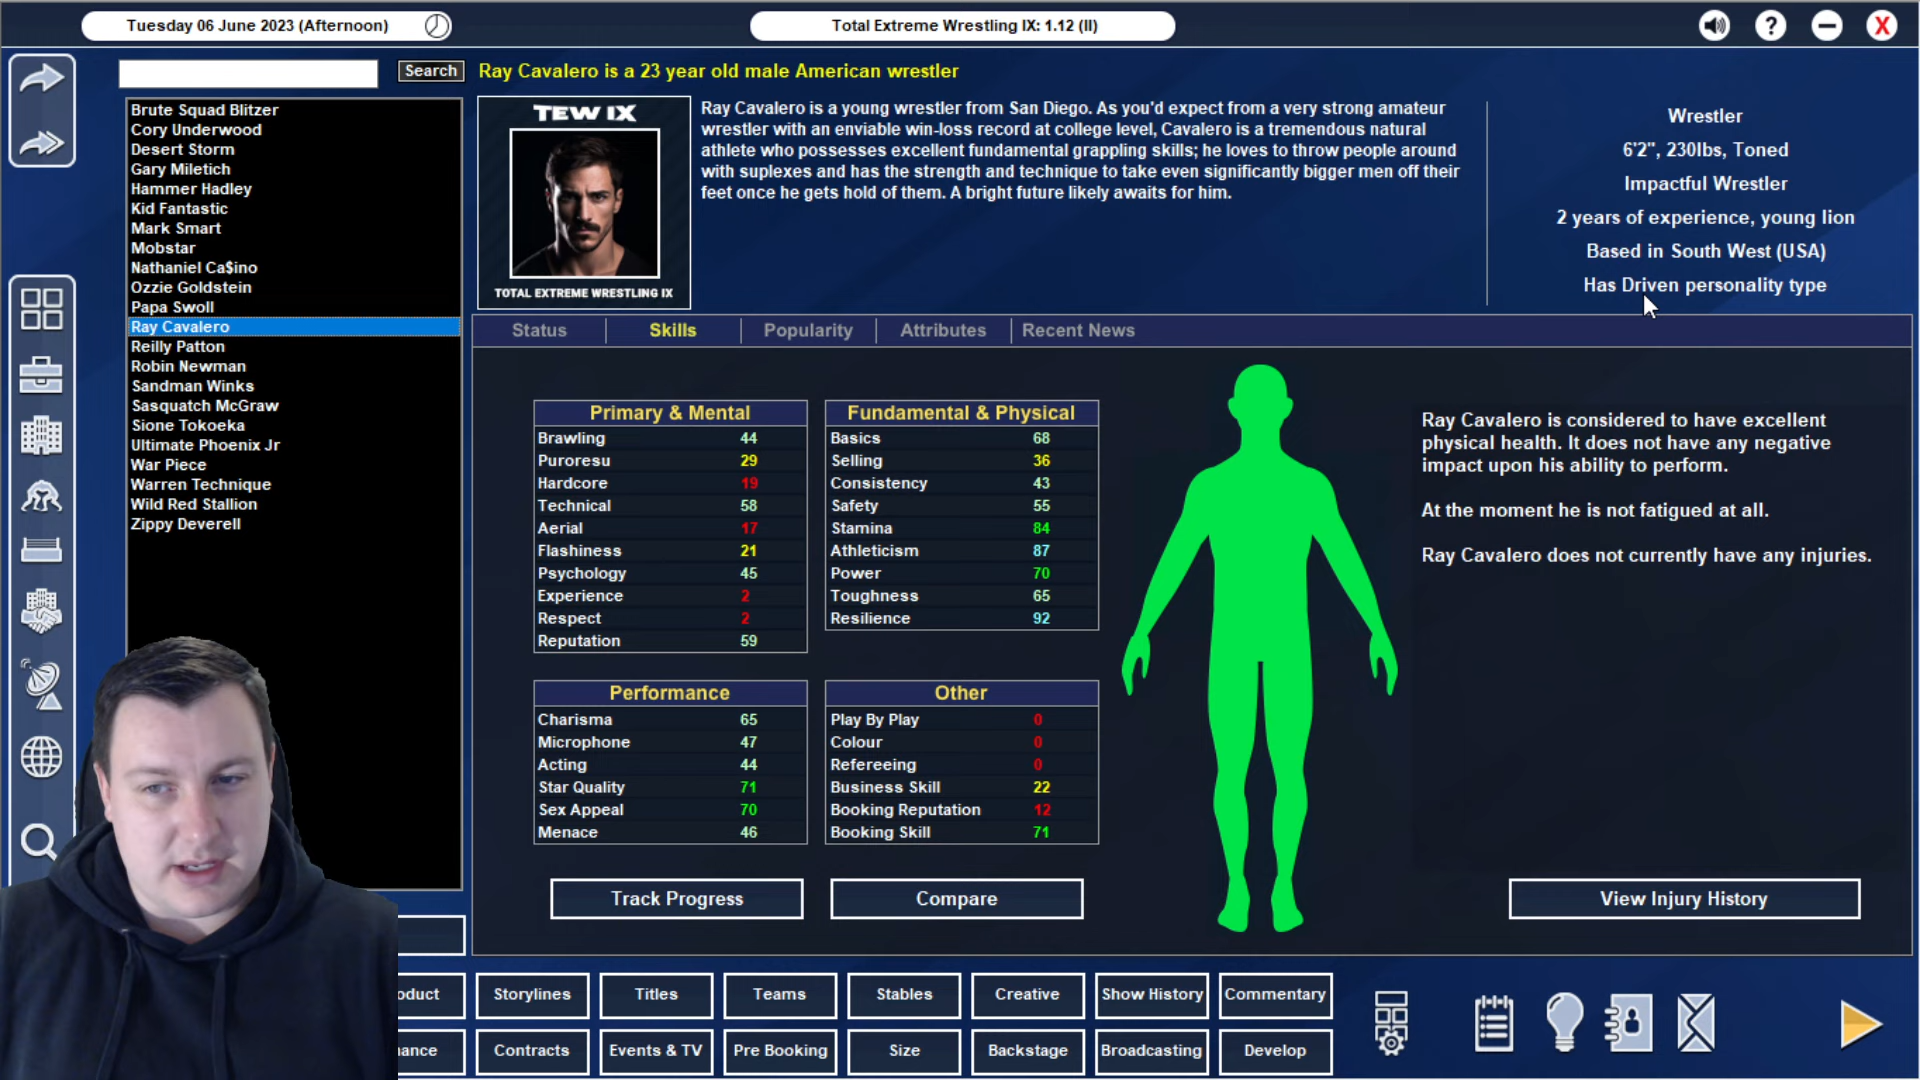 Tuesday 06 June 2023 (Afternoon)
Total Extreme Wrestling IX: 1.12 (II)
?
X
Search
Ray Cavalero is a 23 year old male American wrestler
Brute Squad Blitzer
Cory Underwood
Desert Storm
Gary Miletich
Hammer Hadley
Kid Fantastic
Mark Smart
Mobstar
Nathaniel Ca$ino
Ozzie Goldstein
Papa Swoll
Ray Cavalero
Reilly Patton
Robin Newman
Sandman Winks
Sasquatch McGraw
Sione Tokoeka
Ultimate Phoenix Jr
War Piece
Warren Technique
Wild Red Stallion
Zippy Deverell
TEW IX
TOTAL EXTREME WRESTLING IX
Ray Cavalero is a young wrestler from San Diego. As you'd expect from a very strong amateur
wrestler with an enviable win-loss record at college level, Cavalero is a tremendous natural
athlete who possesses excellent fundamental grappling skills; he loves to throw people around
with suplexes and has the strength and technique to take even significantly bigger men off their
feet once he gets hold of them. A bright future likely awaits for him.
Wrestler
6'2", 230lbs, Toned
Impactful Wrestler
2 years of experience, young lion
Based in South West (USA)
Has Driven personality type
Status
Skills
Popularity
Attributes
Recent News
Primary & Mental
Brawling 44
Puroresu 29
Hardcore 19
Technical 58
Aerial 17
Flashiness 21
Psychology 45
Experience 2
Respect 2
Reputation 59
Fundamental & Physical
Basics 68
Selling 36
Consistency 43
Safety 55
Stamina 84
Athleticism 87
Power 70
Toughness 65
Resilience 92
Performance
Charisma 65
Microphone 47
Acting 44
Star Quality 71
Sex Appeal 70
Menace 46
Other
Play By Play 0
Colour 0
Refereeing 0
Business Skill 22
Booking Reputation 12
Booking Skill 71
Ray Cavalero is considered to have excellent
physical health. It does not have any negative
impact upon his ability to perform.
At the moment he is not fatigued at all.
Ray Cavalero does not currently have any injuries.
Track Progress
Compare
View Injury History
oduct
Storylines
Titles
Teams
Stables
Creative
Show History
Commentary
ance
Contracts
Events & TV
Pre Booking
Size
Backstage
Broadcasting
Develop